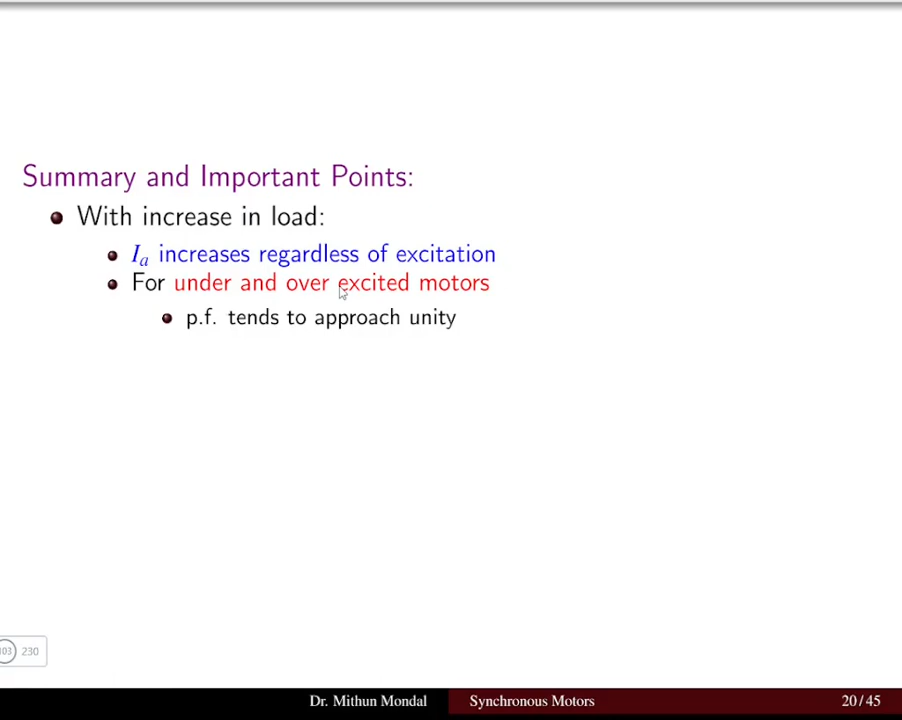 Summary and Important Points:
With increase in load:
Ia increases regardless of excitation
For under and over excited motors
p.f. tends to approach unity
103 230
Dr. Mithun Mondal Synchronous Motors 20/45